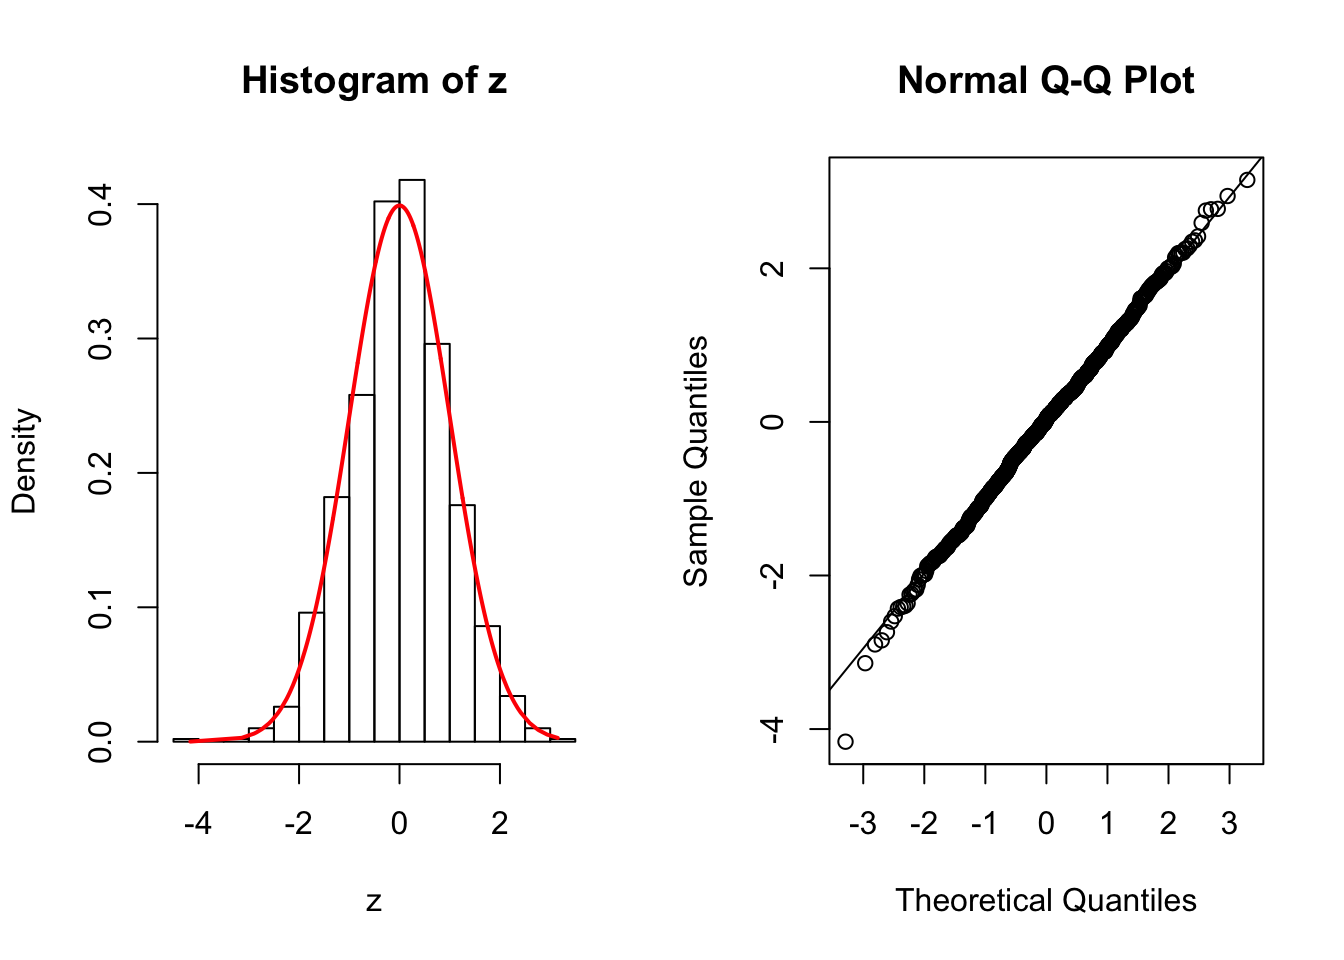 Histogram of z
Density
0.0 0.1 0.2 0.3 0.4
-4 -2 0 2
z
Normal Q-Q Plot
Sample Quantiles
-4 -2 0 2
-3 -2 -1 0 1 2 3
Theoretical Quantiles